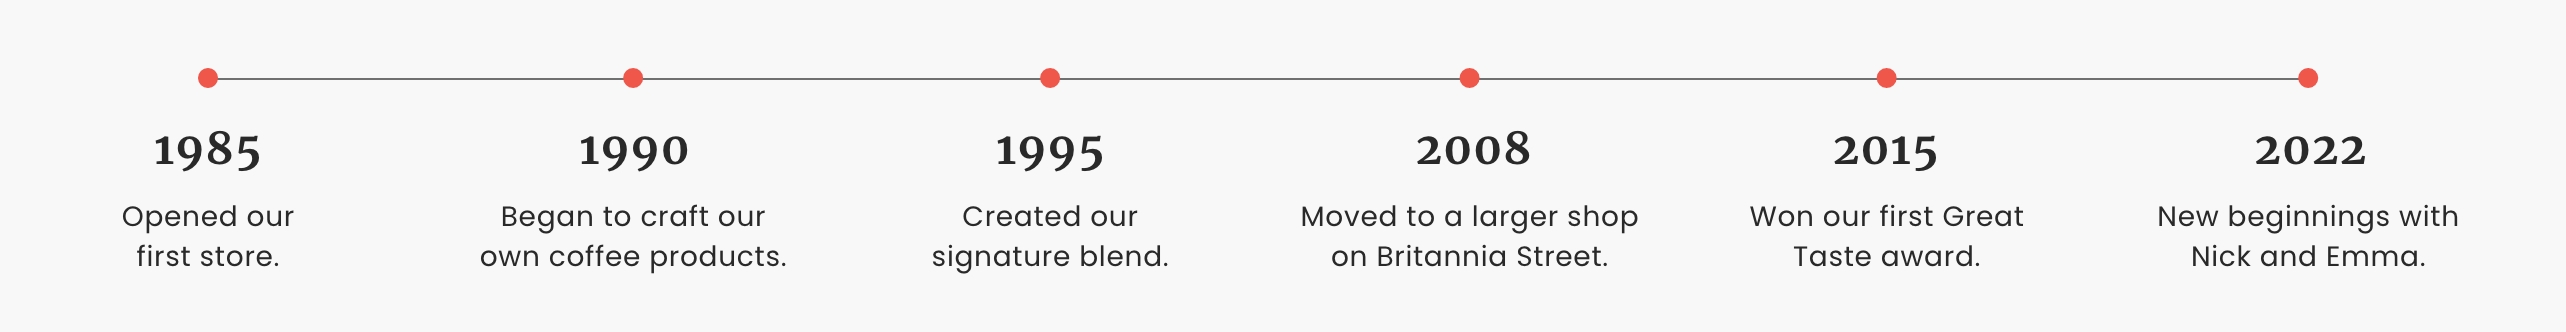 1985
Opened our
first store.
1990
Began to craft our
own coffee products.
1995
Created our
signature blend.
2008
Moved to a larger shop
on Britannia Street.
2015
Won our first Great
Taste award.
2022
New beginnings with
Nick and Emma.